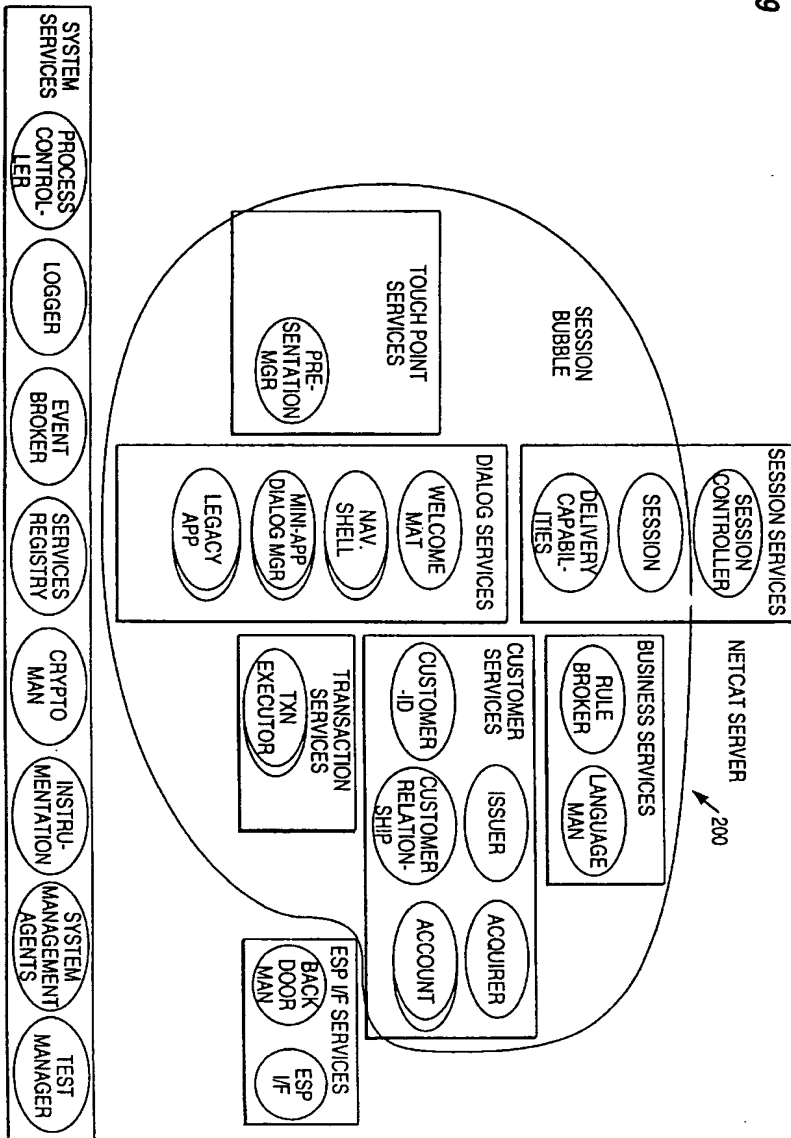 9
NETCAT SERVER
200
SESSION SERVICES
SESSION
CONTROLLER
SESSION
DELIVERY
CAPABIL-
ITIES
SESSION
BUBBLE
BUSINESS SERVICES
RULE
BROKER
LANGUAGE
MAN
TOUCH POINT
SERVICES
PRE-
SENTATION
MGR
DIALOG SERVICES
WELCOME
MAT
NAV.
SHELL
MINI-APP
DIALOG MGR
LEGACY
APP
CUSTOMER
SERVICES
ISSUER
ACQUIRER
CUSTOMER
-ID
CUSTOMER
RELATION-
SHIP
ACCOUNT
TRANSACTION
SERVICES
TXN
EXECUTOR
ESP I/F SERVICES
BACK
DOOR
MAN
ESP
I/F
SYSTEM
SERVICES
PROCESS
CONTROL-
LER
LOGGER
EVENT
BROKER
SERVICES
REGISTRY
CRYPTO
MAN
INSTRU-
MENTATION
SYSTEM
MANAGEMENT
AGENTS
TEST
MANAGER